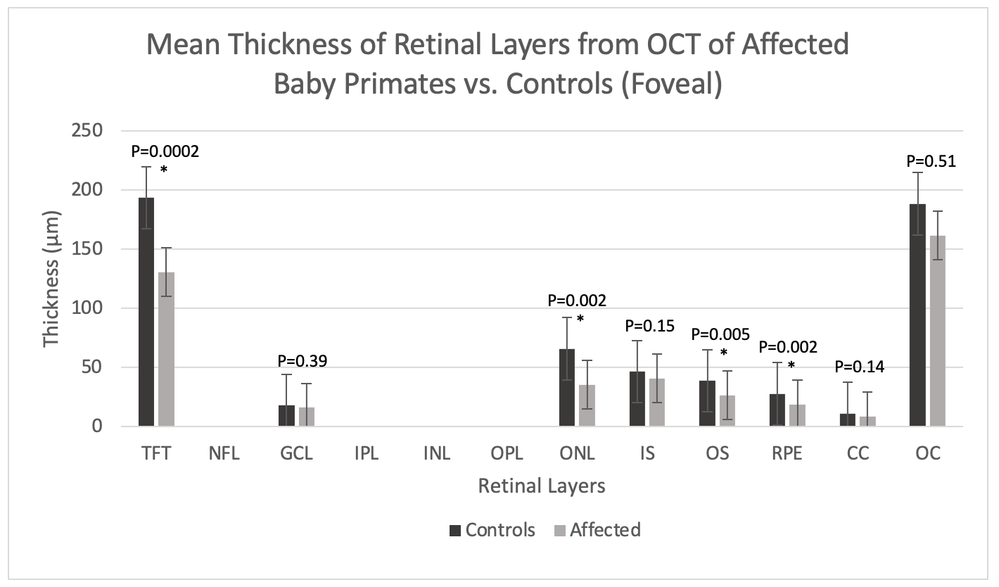 Mean Thickness of Retinal Layers from OCT of Affected
Baby Primates vs. Controls (Foveal)
250
200
150
100
50
0
Thickness (µm)
P=0.0002
*
P=0.39
P=0.002
*
P=0.15
P=0.005
*
P=0.002
*
P=0.14
P=0.51
TFT NFL GCL IPL INL OPL ONL IS OS RPE CC OC
Retinal Layers
Controls Affected